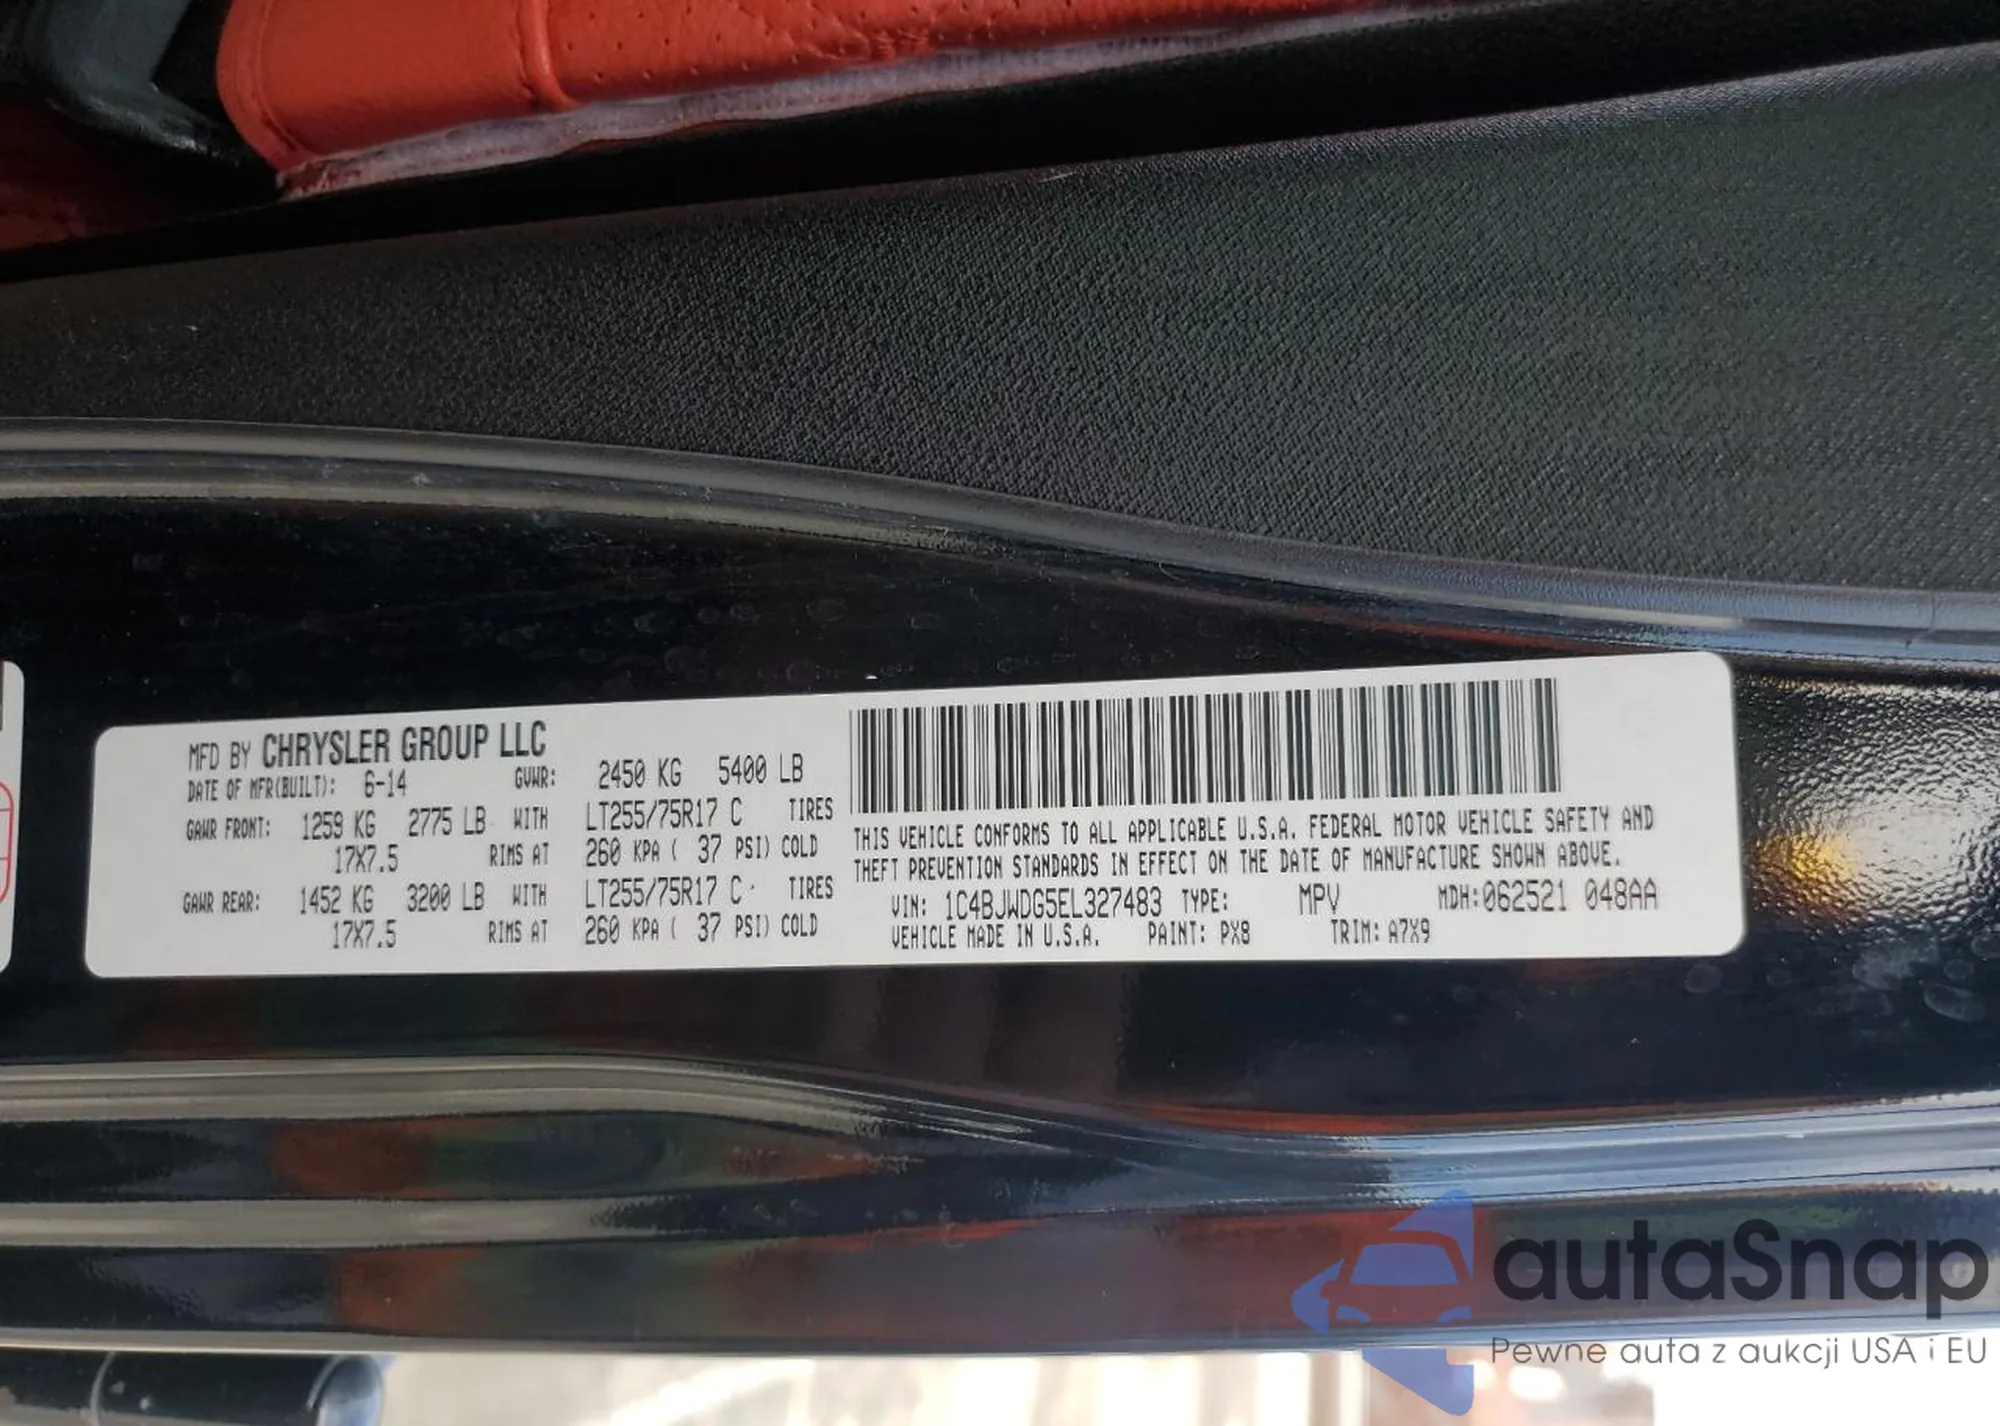 MFD BY CHRYSLER GROUP LLC
DATE OF MFR(BUILT): 6-14 GVWR: 2450 KG 5400 LB
GAWR FRONT: 1259 KG 2775 LB WITH LT255/75R17 C TIRES
17X7.5 RIMS AT 260 KPA ( 37 PSI) COLD
GAWR REAR: 1452 KG 3200 LB WITH LT255/75R17 C TIRES
17X7.5 RIMS AT 260 KPA ( 37 PSI) COLD
THIS VEHICLE CONFORMS TO ALL APPLICABLE U.S.A. FEDERAL MOTOR VEHICLE SAFETY AND
THEFT PREVENTION STANDARDS IN EFFECT ON THE DATE OF MANUFACTURE SHOWN ABOVE.
VIN: 1C4BJWDG5EL327483 TYPE: MPV MDH:062521 048AA
VEHICLE MADE IN U.S.A. PAINT: PX8 TRIM: A7X9
autaSnap
Pewne auta z aukcji USA i EU